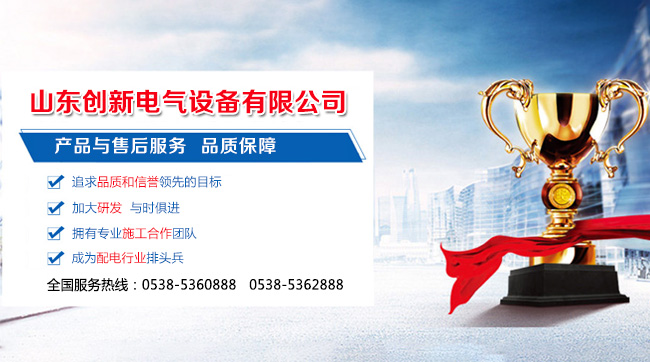 山东创新电气设备有限公司
产品与售后服务 品质保障
追求品质和信誉领先的目标
加大研发 与时俱进
拥有专业施工合作团队
成为配电行业排头兵
全国服务热线：0538-5360888 0538-5362888